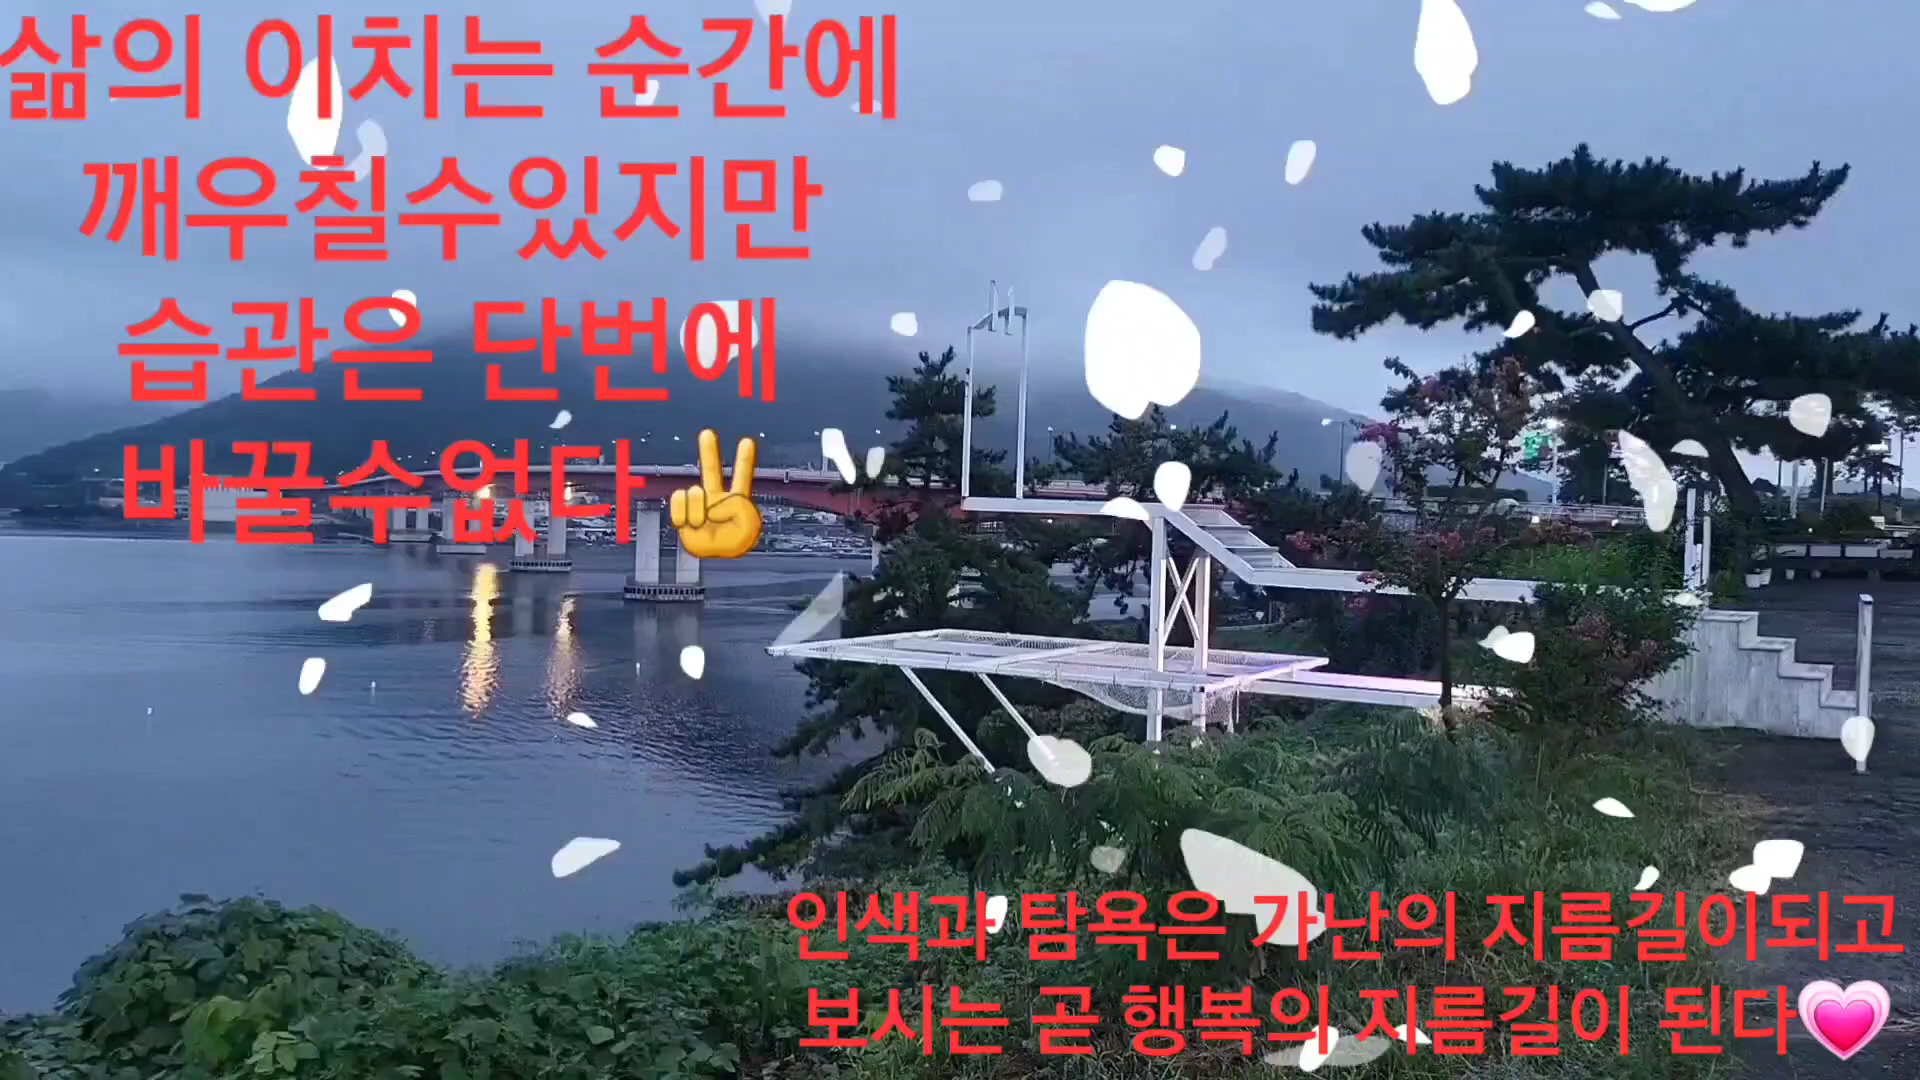 삶의 이치는 순간에
깨우칠수있지만
습관은 단번에
바꿀수없다✌
인색과 탐욕은 가난의 지름길이되고
보시는 곧 행복의 지름길이 된다💗